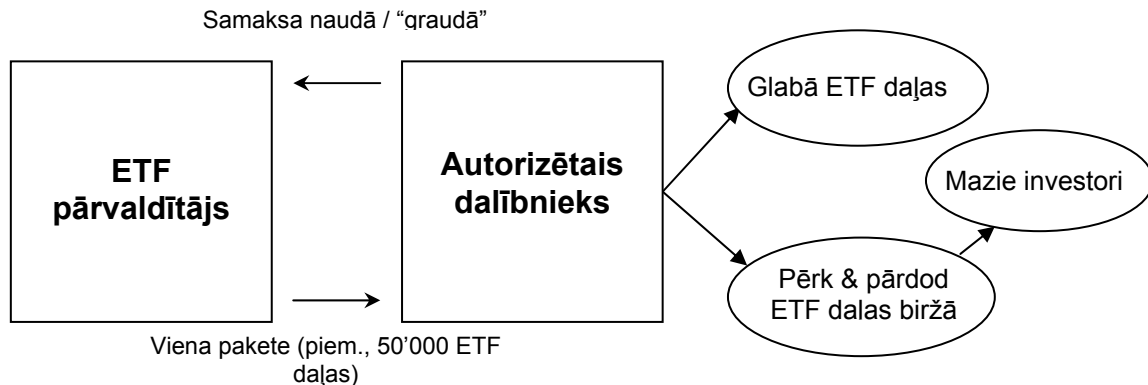 Samaksa naudā / “graudā”
ETF
pārvaldītājs
Autorizētais
dalībnieks
Glabā ETF daļas
Mazie investori
Pērk & pārdod
ETF dalas biržā
Viena pakete (piem., 50’000 ETF
daļas)